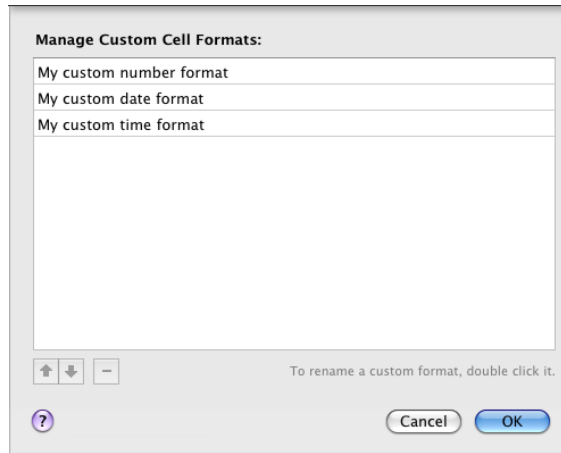 Manage Custom Cell Formats:
My custom number format
My custom date format
My custom time format
To rename a custom format, double click it.
?
Cancel
OK